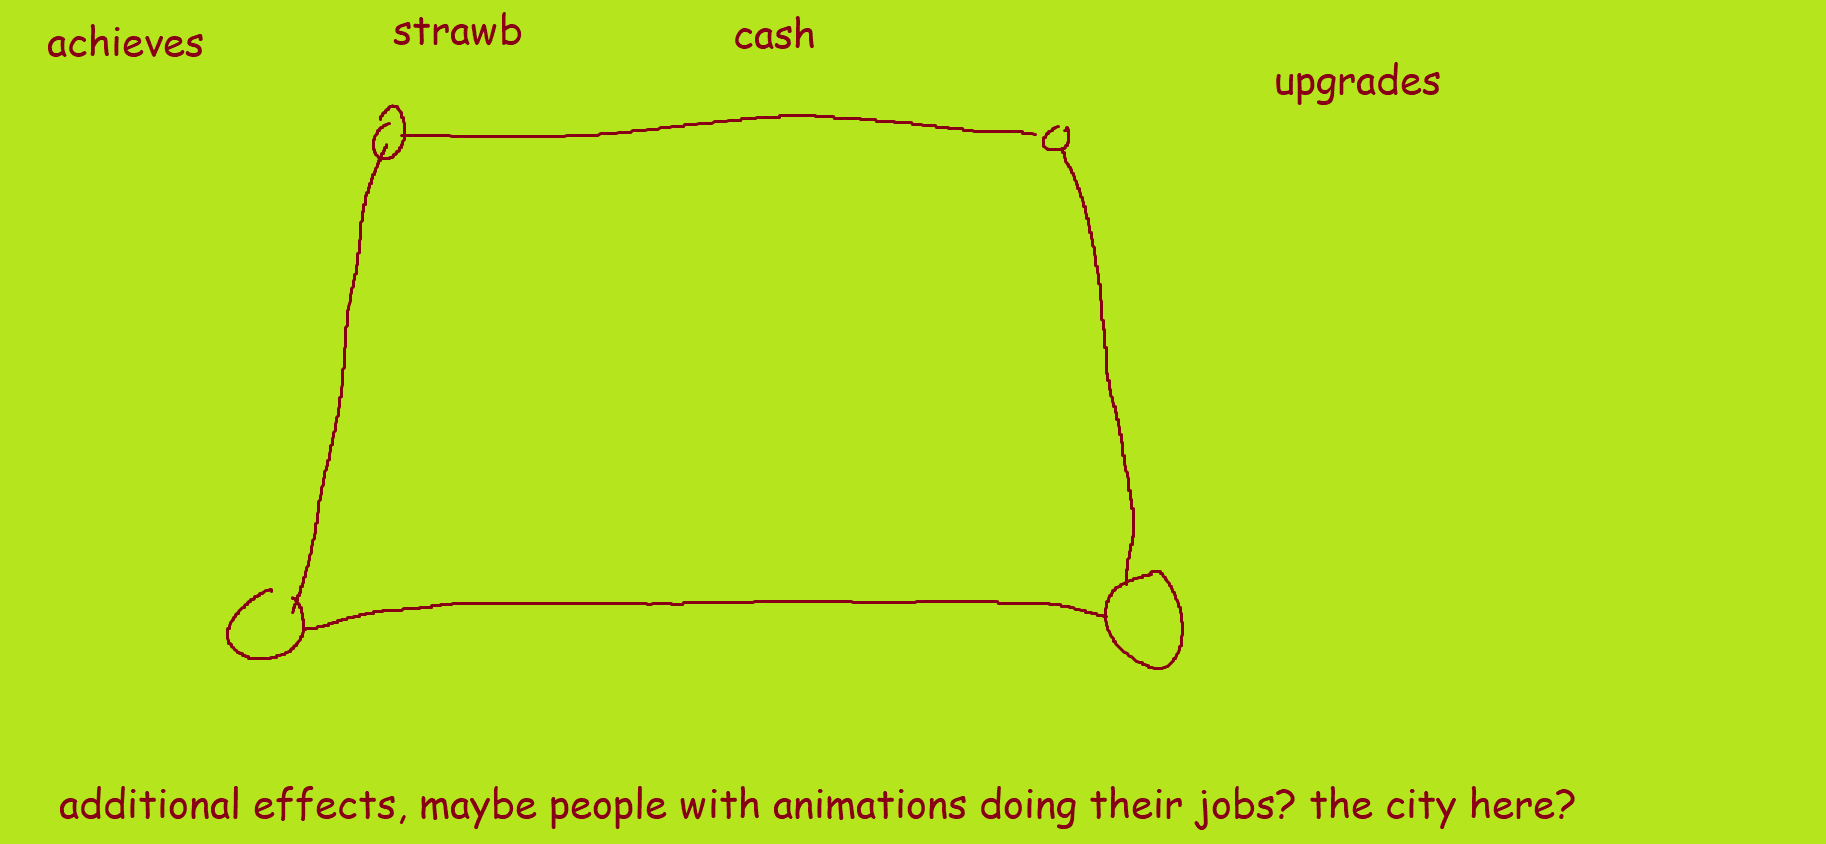 achieves
strawb
cash
upgrades
additional effects, maybe people with animations doing their jobs? the city here?